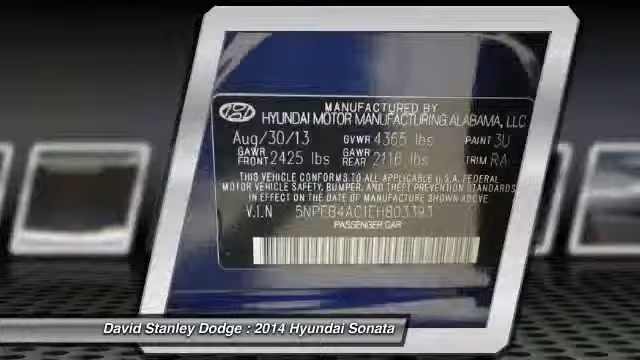 MANUFACTURED BY
HYUNDAI MOTOR MANUFACTURING ALABAMA, LLC
Aug/30/13 GVWR 4365 lbs PAINT 3U
GAWR FRONT 2425 lbs GAWR REAR 2116 lbs TRIM RA
THIS VEHICLE CONFORMS TO ALL APPLICABLE U.S.A. FEDERAL
MOTOR VEHICLE SAFETY, BUMPER, AND THEFT PREVENTION STANDARDS
IN EFFECT ON THE DATE OF MANUFACTURE SHOWN ABOVE
V.I.N 5NPEB4AC1EH803393
PASSENGER CAR
David Stanley Dodge : 2014 Hyundai Sonata